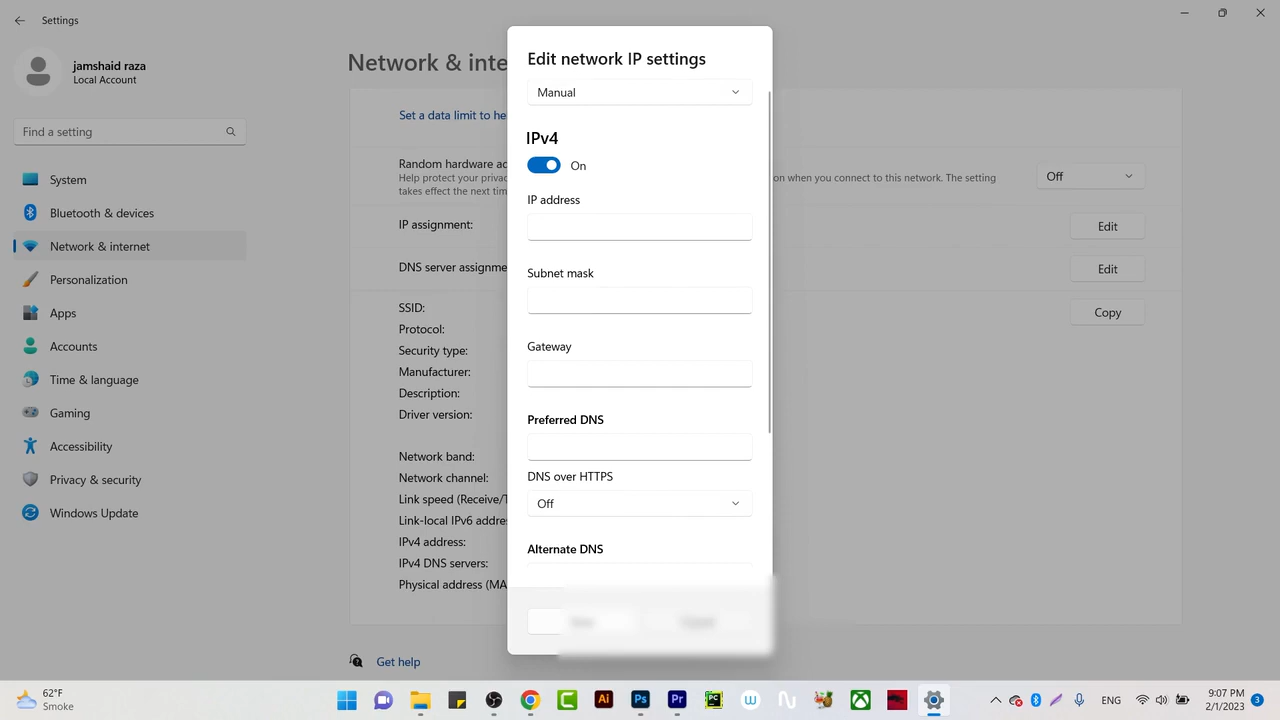 Settings
jamshaid raza
Local Account
Find a setting
System
Bluetooth & devices
Network & internet
Personalization
Apps
Accounts
Time & language
Gaming
Accessibility
Privacy & security
Windows Update
Network & inte
Set a data limit to he
Random hardware ad
Help protect your privac
on when you connect to this network. The setting
takes effect the next tim
Off
IP assignment:
Edit
DNS server assignme
Edit
SSID:
Copy
Protocol:
Security type:
Manufacturer:
Description:
Driver version:
Network band:
Network channel:
Link speed (Receive/T
Link-local IPv6 addre
IPv4 address:
IPv4 DNS servers:
Physical address (MA
Get help
Edit network IP settings
Manual
IPv4
On
IP address
Subnet mask
Gateway
Preferred DNS
DNS over HTTPS
Off
Alternate DNS
62°F
Smoke
Ai
Ps
Pr
PC
ENG
9:07 PM
2/1/2023
3